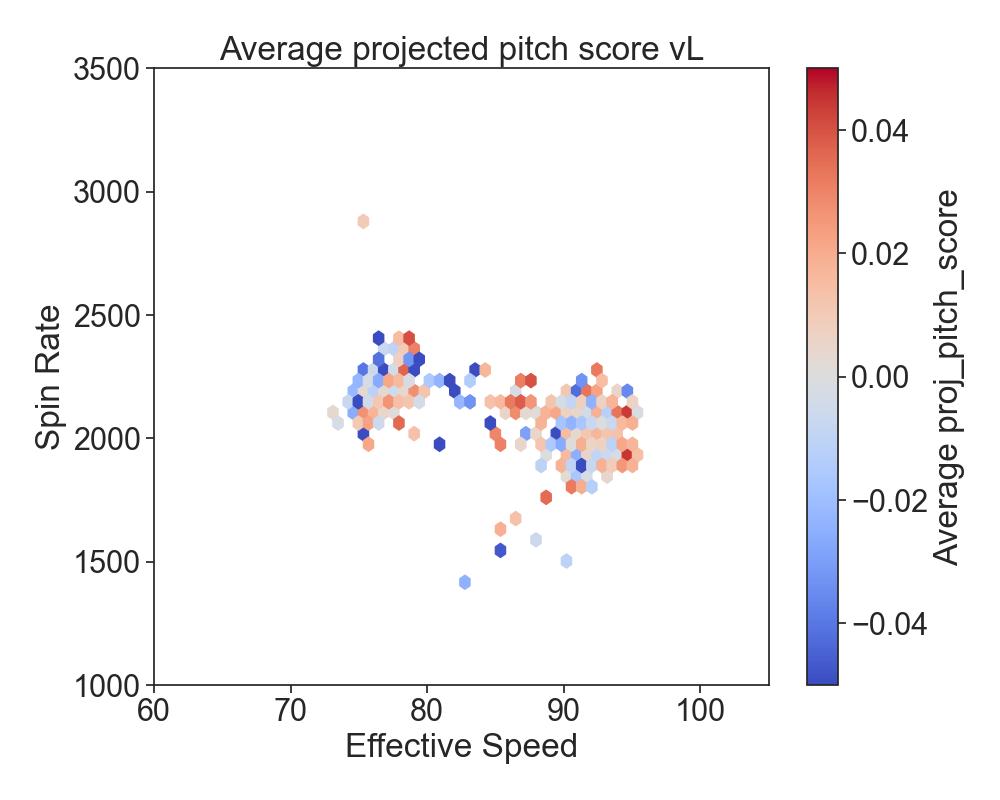 Average projected pitch score vL
3500
3000
2500
2000
1500
1000
Spin Rate
60 70 80 90 100
Effective Speed
0.04
0.02
0.00
−0.02
−0.04
Average proj_pitch_score